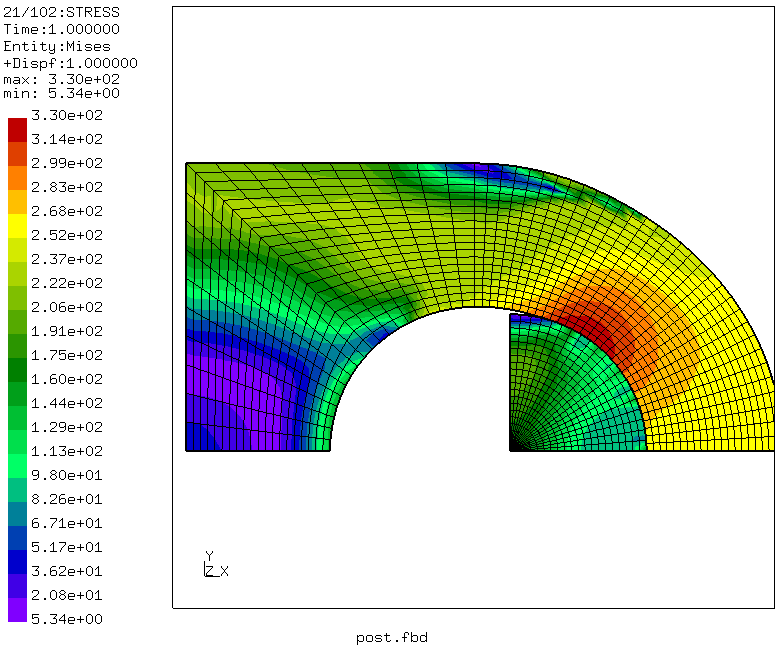 21/102:STRESS
Time:1.000000
Entity:Mises
+Dispf:1.000000
max: 3.30e+02
min: 5.34e+00
3.30e+02
3.14e+02
2.99e+02
2.83e+02
2.68e+02
2.52e+02
2.37e+02
2.22e+02
2.06e+02
1.91e+02
1.75e+02
1.60e+02
1.44e+02
1.29e+02
1.13e+02
9.80e+01
8.26e+01
6.71e+01
5.17e+01
3.62e+01
2.08e+01
5.34e+00
Y
Z X
post.fbd